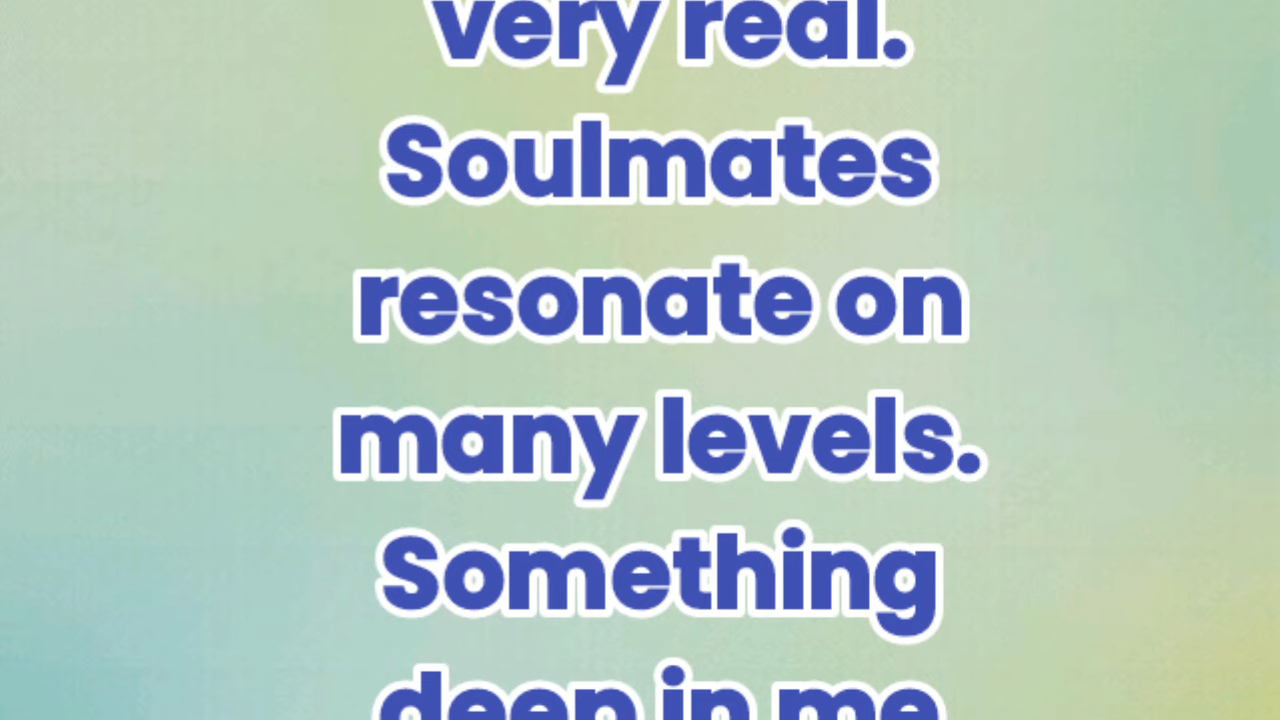 very real.
Soulmates
resonate on
many levels.
Something
deep in me